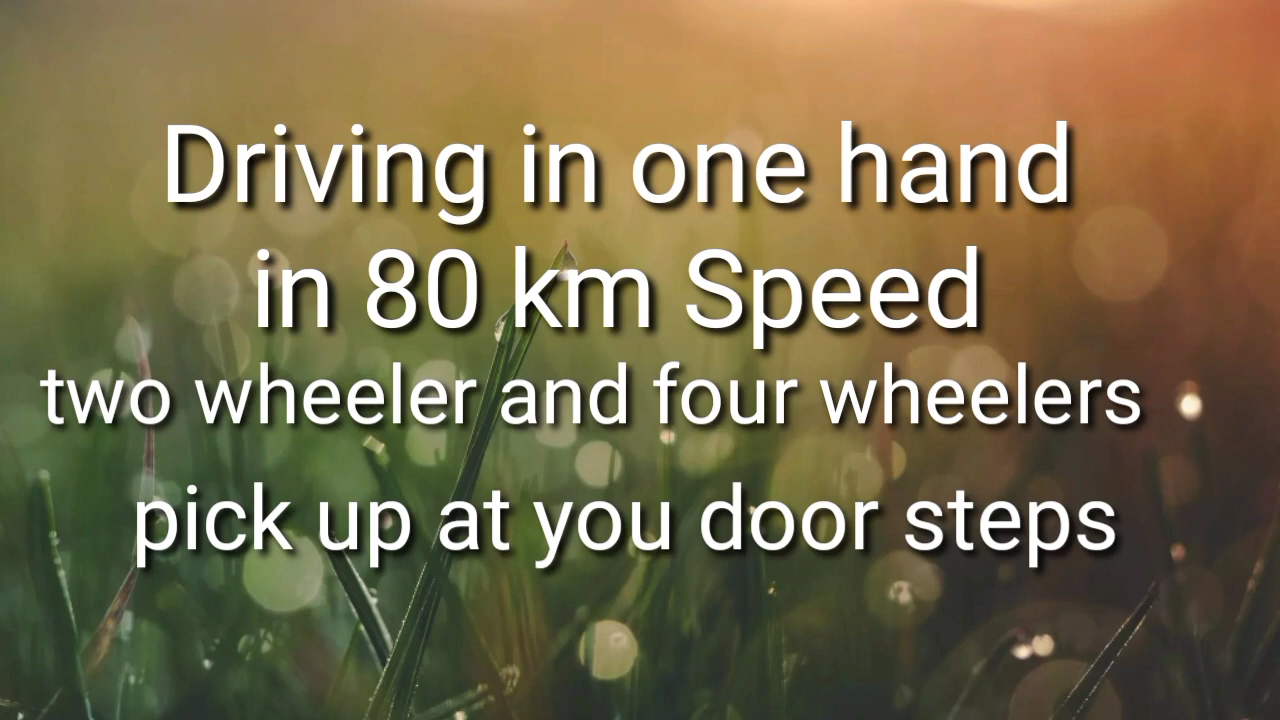 Driving in one hand
in 80 km Speed
two wheeler and four wheelers
pick up at you door steps